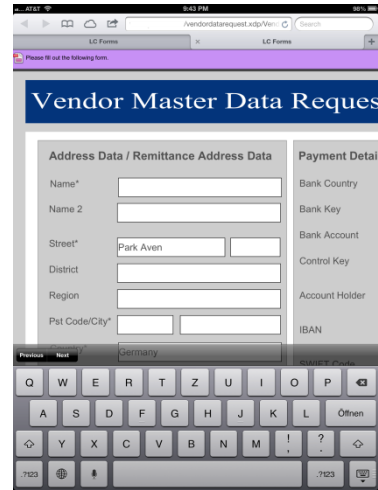 AT&T 9:43 PM 98%
/vendordatarequest.xdp/Ven Search
LC Forms × LC Forms +
Please fill out the following form.
Vendor Master Data Reques
Address Data / Remittance Address Data
Name*
Name 2
Street* Park Aven
District
Region
Pst Code/City*
Country* Germany
Payment Detai
Bank Country
Bank Key
Bank Account
Control Key
Account Holder
IBAN
SWIFT Code
Previous Next
Q W E R T Z U I O P
A S D F G H J K L Öffnen
Y X C V B N M ! , ? .
.?123 .?123